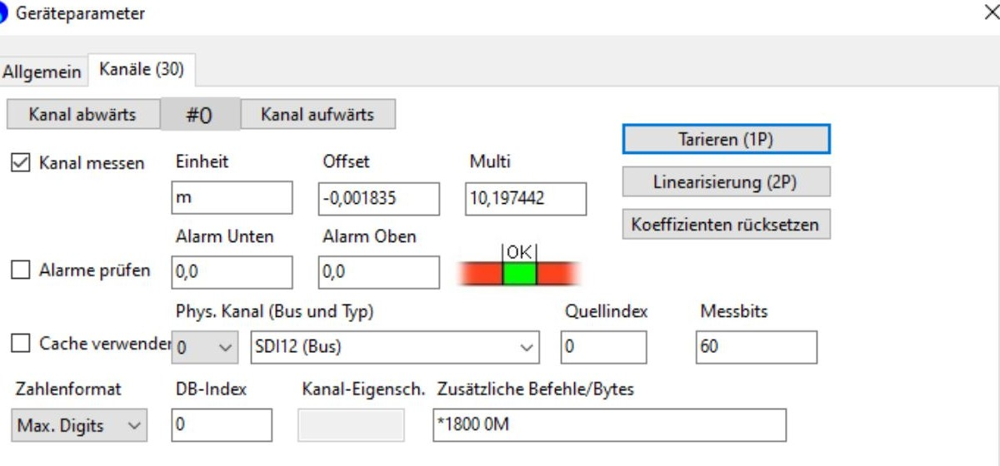 Geräteparameter
Allgemein
Kanäle (30)
Kanal abwärts
#0
Kanal aufwärts
Tarieren (1P)
Kanal messen
Einheit
Offset
Multi
m
-0,001835
10,197442
Linearisierung (2P)
Koeffizienten rücksetzen
Alarm Unten
Alarm Oben
OK
Alarme prüfen
0,0
0,0
Phys. Kanal (Bus und Typ)
Quellindex
Messbits
Cache verwenden
0
SDI12 (Bus)
0
60
Zahlenformat
DB-Index
Kanal-Eigensch.
Zusätzliche Befehle/Bytes
Max. Digits
0
*1800 0M